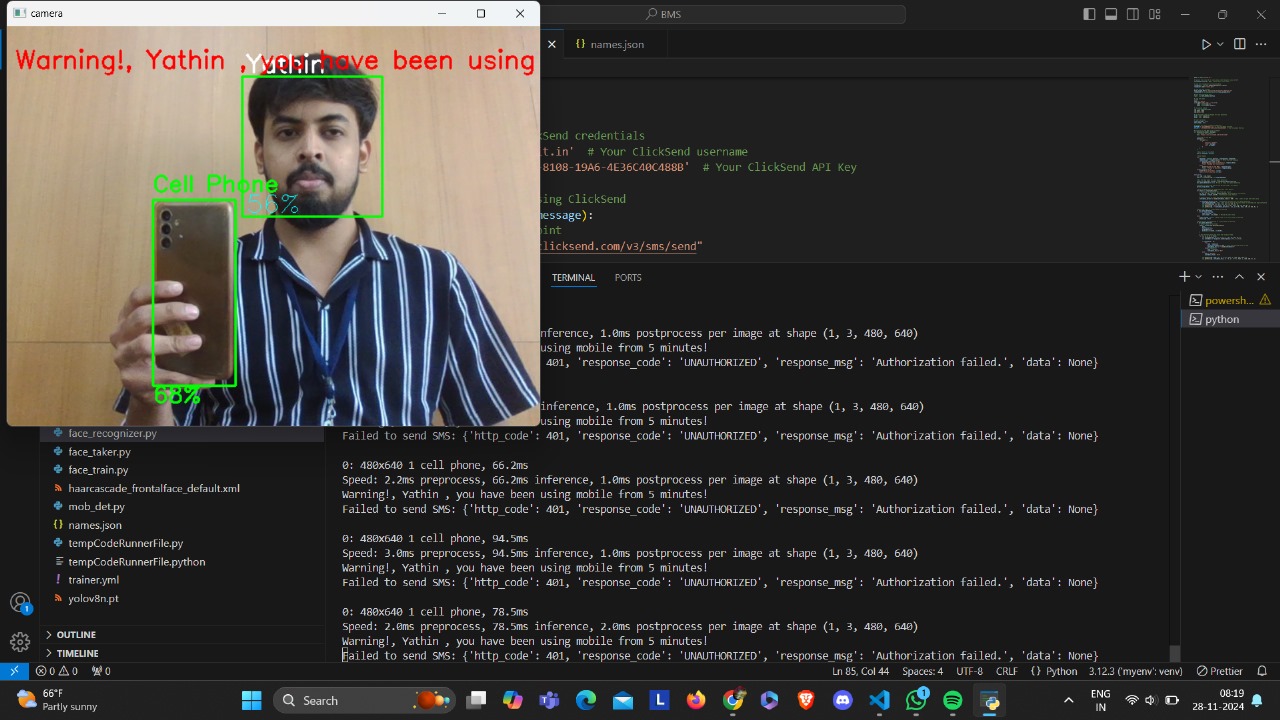 camera
BMS
Warning!, Yathin , you have been using
Yathin
Cell Phone
56%
68%
names.json
ckSend credentials
t.in' # Your ClickSend username
8108-19A6-4E36C40C488B' # Your ClickSend API Key
sing ClickSend
message):
int
clicksend.com/v3/sms/send"
TERMINAL
PORTS
powersh...
python
inference, 1.0ms postprocess per image at shape (1, 3, 480, 640)
using mobile from 5 minutes!
401, 'response_code': 'UNAUTHORIZED', 'response_msg': 'Authorization failed.', 'data': None}
inference, 1.0ms postprocess per image at shape (1, 3, 480, 640)
using mobile from 5 minutes!
Failed to send SMS: {'http_code': 401, 'response_code': 'UNAUTHORIZED', 'response_msg': 'Authorization failed.', 'data': None}
0: 480x640 1 cell phone, 66.2ms
Speed: 2.2ms preprocess, 66.2ms inference, 1.0ms postprocess per image at shape (1, 3, 480, 640)
Warning!, Yathin , you have been using mobile from 5 minutes!
Failed to send SMS: {'http_code': 401, 'response_code': 'UNAUTHORIZED', 'response_msg': 'Authorization failed.', 'data': None}
0: 480x640 1 cell phone, 94.5ms
Speed: 3.0ms preprocess, 94.5ms inference, 1.0ms postprocess per image at shape (1, 3, 480, 640)
Warning!, Yathin , you have been using mobile from 5 minutes!
Failed to send SMS: {'http_code': 401, 'response_code': 'UNAUTHORIZED', 'response_msg': 'Authorization failed.', 'data': None}
0: 480x640 1 cell phone, 78.5ms
Speed: 2.0ms preprocess, 78.5ms inference, 2.0ms postprocess per image at shape (1, 3, 480, 640)
Warning!, Yathin , you have been using mobile from 5 minutes!
Failed to send SMS: {'http_code': 401, 'response_code': 'UNAUTHORIZED', 'response_msg': 'Authorization failed.', 'data': None}
face_recognizer.py
face_taker.py
face_train.py
haarcascade_frontalface_default.xml
mob_det.py
names.json
tempCodeRunnerFile.py
tempCodeRunnerFile.python
trainer.yml
yolov8n.pt
OUTLINE
TIMELINE
1
0 0 0
Ln 85, Col 44 Spaces: 4 UTF-8 CRLF {} Python 3.12.3 ('myenv': venv) Prettier
66°F
Partly sunny
Search
1
ENG
IN
08:19
28-11-2024